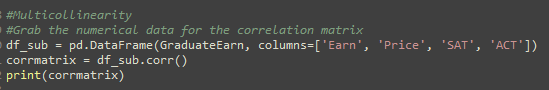 #Multicollinearity
#Grab the numerical data for the correlation matrix
df_sub = pd.DataFrame(GraduateEarn, columns=['Earn', 'Price', 'SAT', 'ACT'])
corrmatrix = df_sub.corr()
print(corrmatrix)